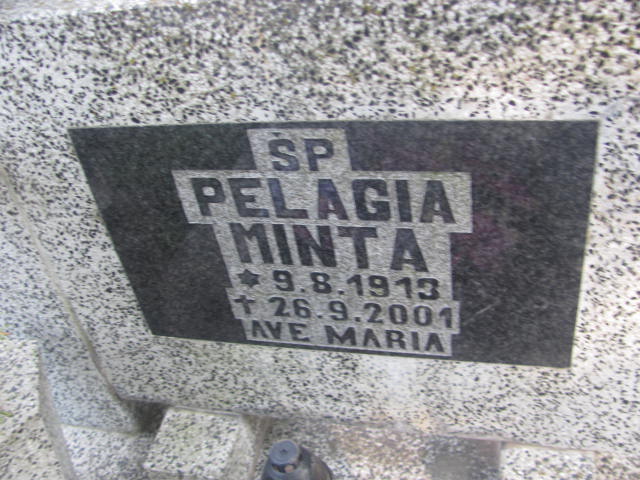 ŚP
PELAGIA
MINTA
* 9.8.1913
† 26.9.2001
AVE MARIA